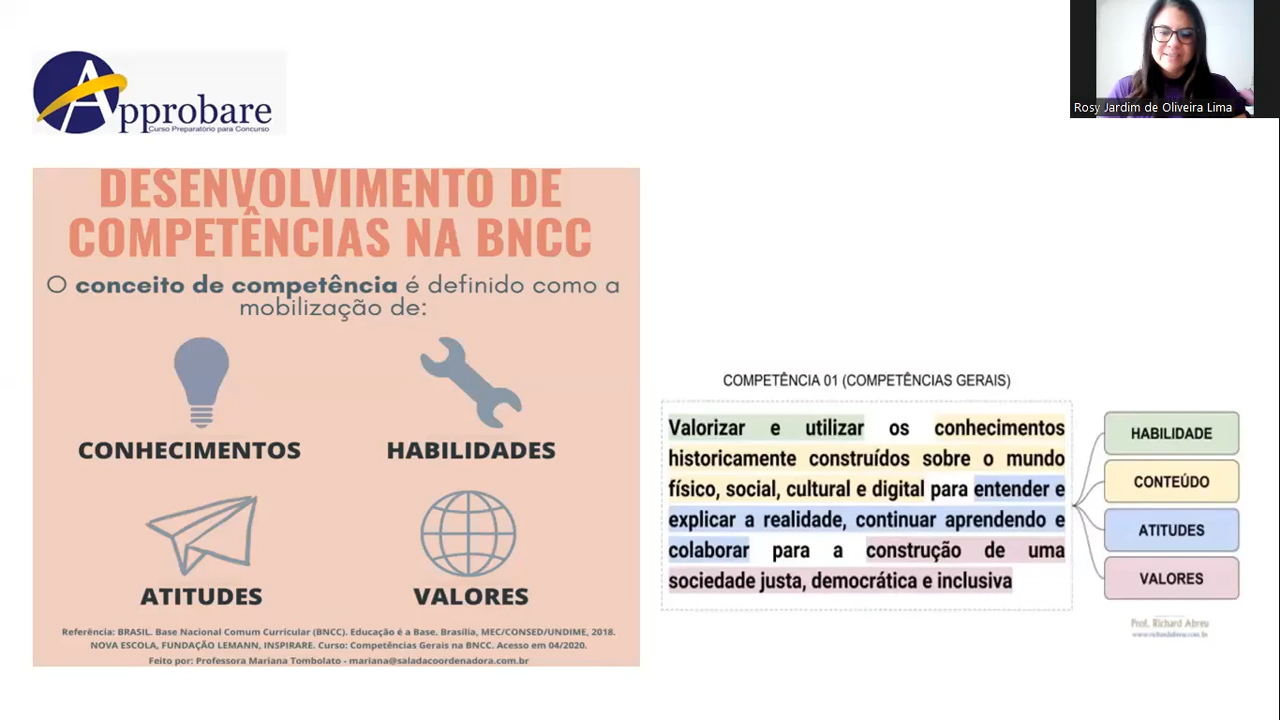 Approbare
Curso Preparatório para Concurso
Rosy Jardim de Oliveira Lima
DESENVOLVIMENTO DE
COMPETÊNCIAS NA BNCC
O conceito de competência é definido como a
mobilização de:
CONHECIMENTOS
HABILIDADES
ATITUDES
VALORES
Referência: BRASIL. Base Nacional Comum Curricular (BNCC). Educação é a Base. Brasília, MEC/CONSED/UNDIME, 2018.
NOVA ESCOLA, FUNDAÇÃO LEMANN, INSPIRARE. Curso: Competências Gerais na BNCC. Acesso em 04/2020.
Feito por: Professora Mariana Tombolato - mariana@saladacoordenadora.com.br
COMPETÊNCIA 01 (COMPETÊNCIAS GERAIS)
Valorizar e utilizar os conhecimentos
historicamente construídos sobre o mundo
físico, social, cultural e digital para entender e
explicar a realidade, continuar aprendendo e
colaborar para a construção de uma
sociedade justa, democrática e inclusiva
HABILIDADE
CONTEÚDO
ATITUDES
VALORES
Prof. Richard Abreu
www.richardabreu.com.br